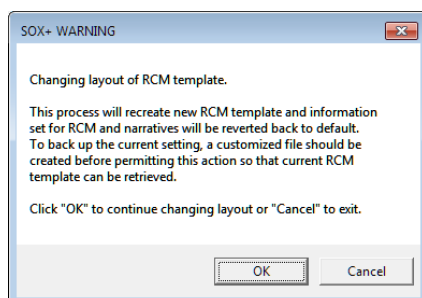 SOX+ WARNING
Changing layout of RCM template.
This process will recreate new RCM template and information
set for RCM and narratives will be reverted back to default.
To back up the current setting, a customized file should be
created before permitting this action so that current RCM
template can be retrieved.
Click "OK" to continue changing layout or "Cancel" to exit.
OK
Cancel